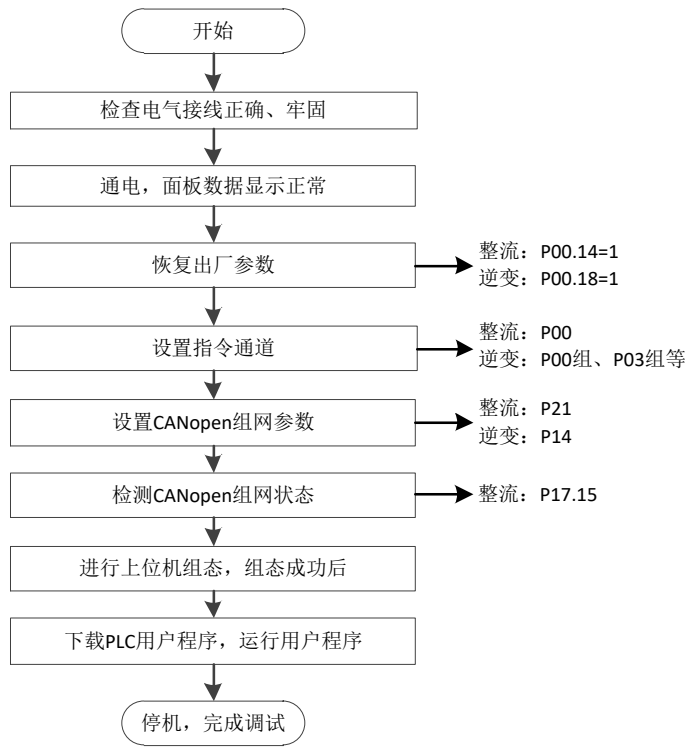 开始
检查电气接线正确、牢固
通电，面板数据显示正常
恢复出厂参数
整流：P00.14=1
逆变：P00.18=1
设置指令通道
整流：P00
逆变：P00组、P03组等
设置CANopen组网参数
整流：P21
逆变：P14
检测CANopen组网状态
整流：P17.15
进行上位机组态，组态成功后
下载PLC用户程序，运行用户程序
停机，完成调试